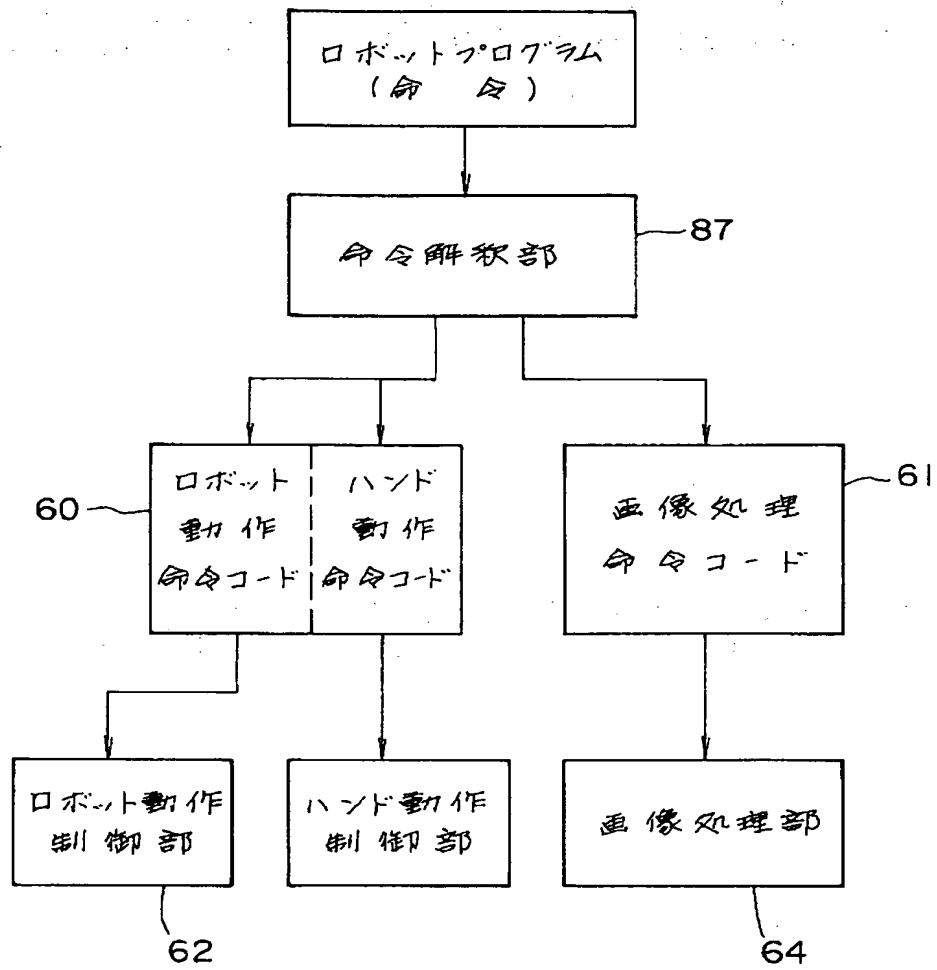 ロボットプログラム
(命 令)
命令解釈部
87
ロボット
動作
命令コード
ハンド
動作
命令コード
60
画像処理
命令コード
61
ロボット動作
制御部
62
ハンド動作
制御部
画像処理部
64